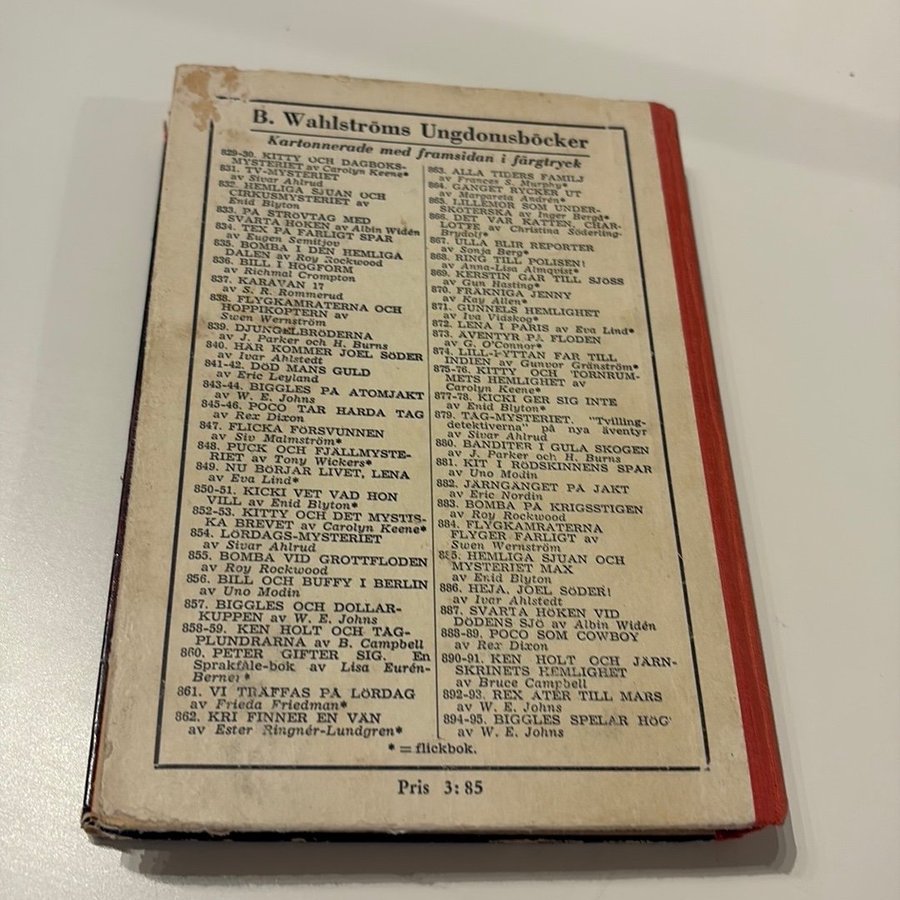 B. Wahlströms Ungdomsböcker
Kartonnerade med framsidan i färgtryck
829-30. KITTY OCH DAGBOKS-
MYSTERIET av Carolyn Keene*
831. TV-MYSTERIET
av Sivar Ahlrud
832. HEMLIGA SJUAN OCH
CIRKUSMYSTERIET av
Enid Blyton
833. PÅ STRÖVTÅG MED
SVARTA HÖKEN av Albin Widén
834. TEX PÅ FARLIGT SPÅR
av Eugen Semitjov
835. BOMBA I DEN HEMLIGA
DALEN av Roy Rockwood
836. BILL I HÖGFORM
av Richmal Crompton
837. KARAVAN 17
av S. R. Rommerud
838. FLYGKAMRATERNA OCH
HOPPIKOPTERN av
Swen Wernström
839. DJUNGELBRÖDERNA
av J. Parker och H. Burns
840. HÄR KOMMER JOEL SÖDER
av Ivar Ahlstedt
841-42. DÖD MANS GULD
av Eric Leyland
843-44. BIGGLES PÅ ATOMJAKT
av W. E. Johns
845-46. POCO TAR HÅRDA TAG
av Rex Dixon
847. FLICKA FÖRSVUNNEN
av Siv Malmström*
848. PUCK OCH FJÄLLMYSTE-
RIET av Tony Wickers*
849. NU BÖRJAR LIVET, LENA
av Eva Lind*
850-51. KICKI VET VAD HON
VILL av Enid Blyton*
852-53. KITTY OCH DET MYSTIS-
KA BREVET av Carolyn Keene*
854. LÖRDAGS-MYSTERIET
av Sivar Ahlrud
855. BOMBA VID GROTTFLODEN
av Roy Rockwood
856. BILL OCH BUFFY I BERLIN
av Uno Modin
857. BIGGLES OCH DOLLAR-
KUPPEN av W. E. Johns
858-59. KEN HOLT OCH TÅG-
PLUNDRARNA av B. Campbell
860. PETER GIFTER SIG. En
Språkfåle-bok av Lisa Eurén-
Berner*
861. VI TRÄFFAS PÅ LÖRDAG
av Frieda Friedman*
862. KRI FINNER EN VÄN
av Ester Ringnér-Lundgren*
863. ALLA TIDERS FAMILJ
av Frances S. Murphy*
864. GÄNGET RYCKER UT
av Margareta Andrén*
865. LILLEMOR SOM UNDER-
SKÖTERSKA av Inger Bergå*
866. DET VAR KATTEN, CHAR-
LOTTE av Christina Söderling-
Brydolf*
867. ULLA BLIR REPORTER
av Sonja Berg*
868. RING TILL POLISEN!
av Anna-Lisa Almqvist*
869. KERSTIN GÅR TILL SJÖSS
av Gun Hasting*
870. FRÄKNIGA JENNY
av Kay Allen*
871. GUNNELS HEMLIGHET
av Iva Vidskog*
872. LENA I PARIS av Eva Lind*
873. ÄVENTYR PÅ FLODEN
av G. O'Connor*
874. LILL-PYTTAN FAR TILL
INDIEN av Gunvor Gränström*
875-76. KITTY OCH TORNRUM-
METS HEMLIGHET av
Carolyn Keene*
877-78. KICKI GER SIG INTE
av Enid Blyton*
879. TÅG-MYSTERIET. "Tvilling-
detektiverna" på nya äventyr
av Sivar Ahlrud
880. BANDITER I GULA SKOGEN
av J. Parker och H. Burns
881. KIT I RÖDSKINNENS SPÅR
av Uno Modin
882. JÄRNGÄNGET PÅ JAKT
av Eric Nordin
883. BOMBA PÅ KRIGSSTIGEN
av Roy Rockwood
884. FLYGKAMRATERNA
FLYGER FARLIGT av
Swen Wernström
885. HEMLIGA SJUAN OCH
MYSTERIET MAX
av Enid Blyton
886. HEJA, JOEL SÖDER!
av Ivar Ahlstedt
887. SVARTA HÖKEN VID
DÖDENS SJÖ av Albin Widén
888-89. POCO SOM COWBOY
av Rex Dixon
890-91. KEN HOLT OCH JÄRN-
SKRINETS HEMLIGHET
av Bruce Campbell
892-93. REX ÅTER TILL MARS
av W. E. Johns
894-95. BIGGLES SPELAR HÖGT
av W. E. Johns
* = flickbok.
Pris 3:85